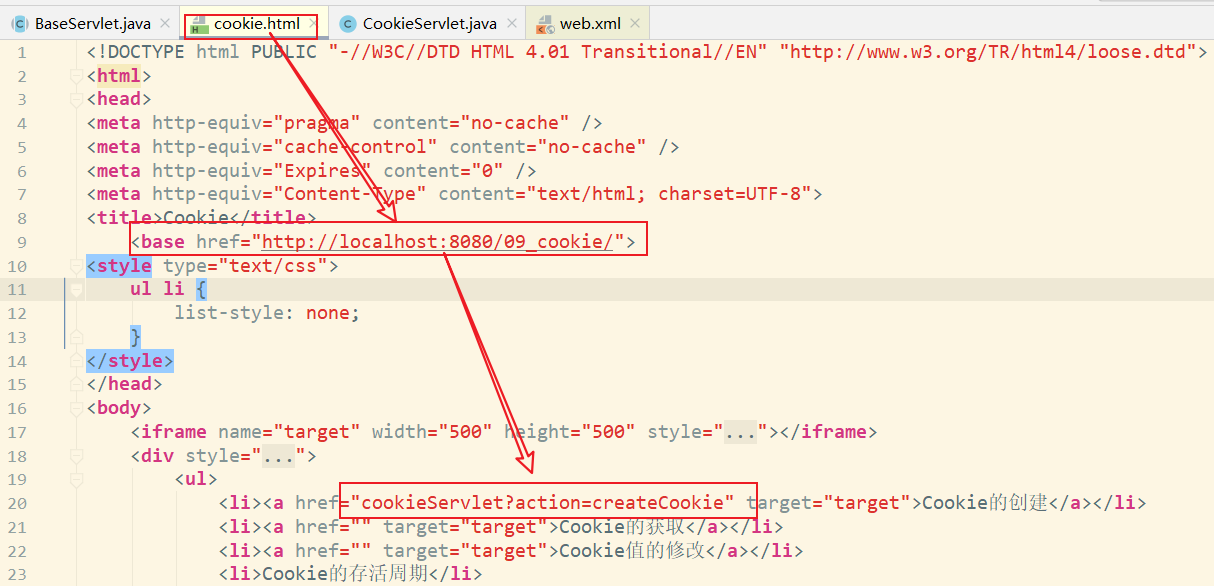 BaseServlet.java cookie.html CookieServlet.java web.xml
1 <!DOCTYPE html PUBLIC "-//W3C//DTD HTML 4.01 Transitional//EN" "http://www.w3.org/TR/html4/loose.dtd">
2 <html>
3 <head>
4 <meta http-equiv="pragma" content="no-cache" />
5 <meta http-equiv="cache-control" content="no-cache" />
6 <meta http-equiv="Expires" content="0" />
7 <meta http-equiv="Content-Type" content="text/html; charset=UTF-8">
8 <title>Cookie</title>
9 <base href="http://localhost:8080/09_cookie/">
10 <style type="text/css">
11 ul li {
12 list-style: none;
13 }
14 </style>
15 </head>
16 <body>
17 <iframe name="target" width="500" height="500" style="..."></iframe>
18 <div style="...">
19 <ul>
20 <li><a href="cookieServlet?action=createCookie" target="target">Cookie的创建</a></li>
21 <li><a href="" target="target">Cookie的获取</a></li>
22 <li><a href="" target="target">Cookie值的修改</a></li>
23 <li>Cookie的存活周期</li>